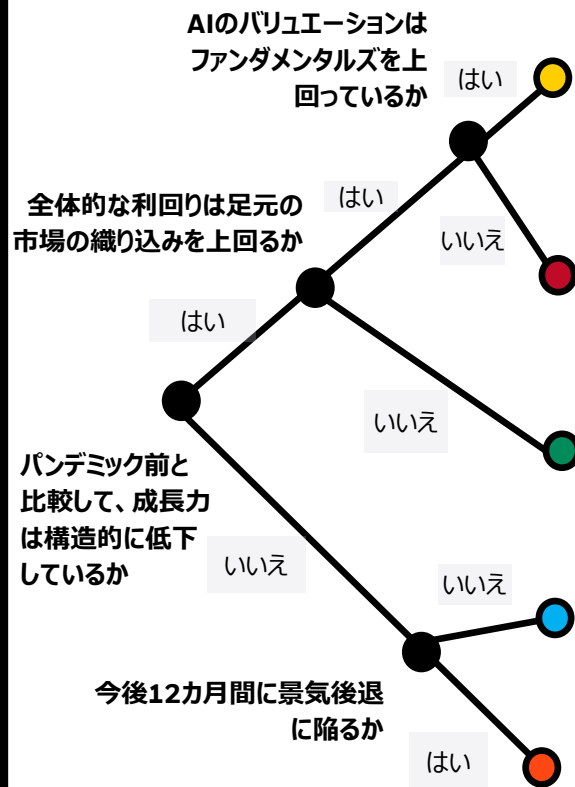 AIのバリュエーションは
ファンダメンタルズを上
回っているか
はい
いいえ
全体的な利回りは足元の
市場の織り込みを上回るか
はい
いいえ
パンデミック前と
比較して、成長力
は構造的に低下
しているか
はい
いいえ
今後12カ月間に景気後退
に陥るか
いいえ
はい